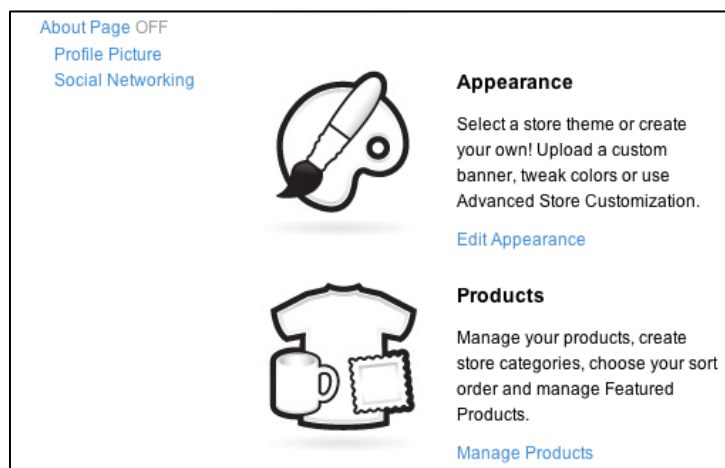 About Page OFF
Profile Picture
Social Networking
Appearance
Select a store theme or create
your own! Upload a custom
banner, tweak colors or use
Advanced Store Customization.
Edit Appearance
Products
Manage your products, create
store categories, choose your sort
order and manage Featured
Products.
Manage Products